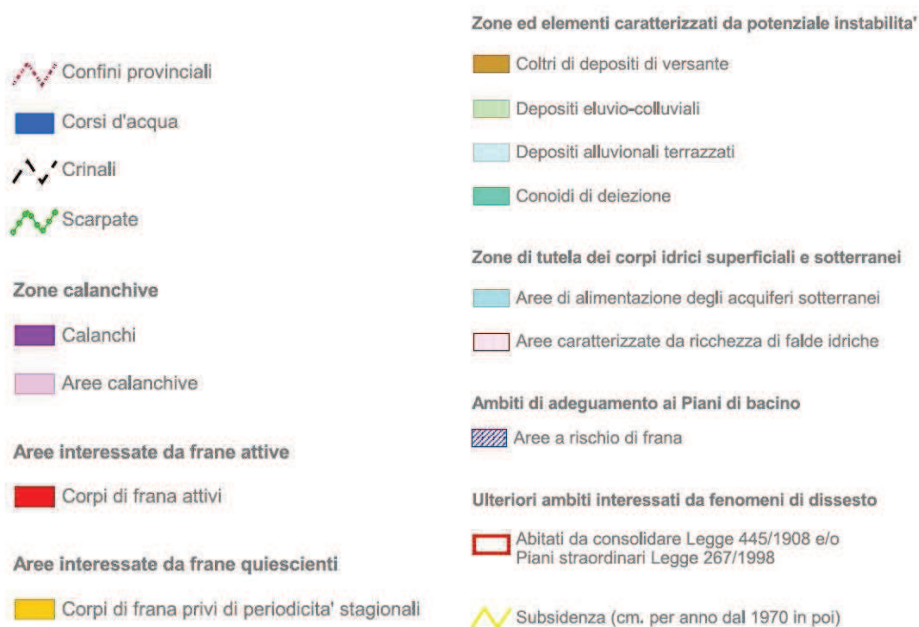 Confini provinciali
Corsi d'acqua
Crinali
Scarpate
Zone calanchive
Calanchi
Aree calanchive
Aree interessate da frane attive
Corpi di frana attivi
Aree interessate da frane quiescienti
Corpi di frana privi di periodicita' stagionali
Zone ed elementi caratterizzati da potenziale instabilita'
Coltri di depositi di versante
Depositi eluvio-colluviali
Depositi alluvionali terrazzati
Conoidi di deiezione
Zone di tutela dei corpi idrici superficiali e sotterranei
Aree di alimentazione degli acquiferi sotterranei
Aree caratterizzate da ricchezza di falde idriche
Ambiti di adeguamento ai Piani di bacino
Aree a rischio di frana
Ulteriori ambiti interessati da fenomeni di dissesto
Abitati da consolidare Legge 445/1908 e/o
Piani straordinari Legge 267/1998
Subsidenza (cm. per anno dal 1970 in poi)